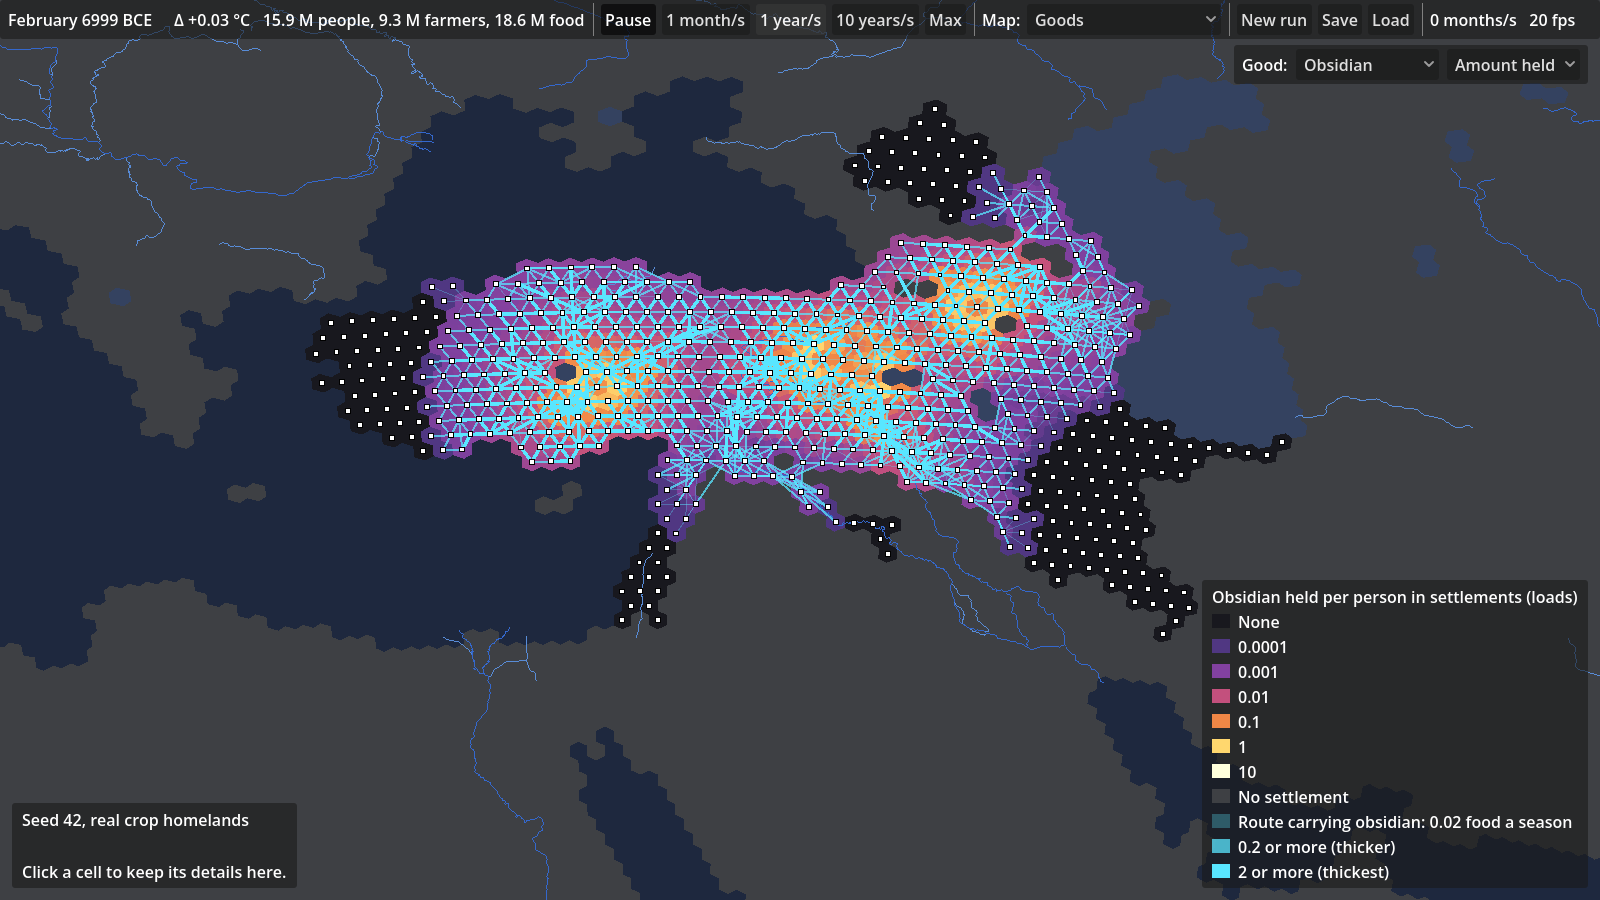 February 6999 BCE Δ +0.03 °C 15.9 M people, 9.3 M farmers, 18.6 M food Pause 1 month/s 1 year/s 10 years/s Max Map: Goods New run Save Load 0 months/s 20 fps
Good: Obsidian Amount held
Obsidian held per person in settlements (loads)
None
0.0001
0.001
0.01
0.1
1
10
No settlement
Route carrying obsidian: 0.02 food a season
0.2 or more (thicker)
2 or more (thickest)
Seed 42, real crop homelands
Click a cell to keep its details here.